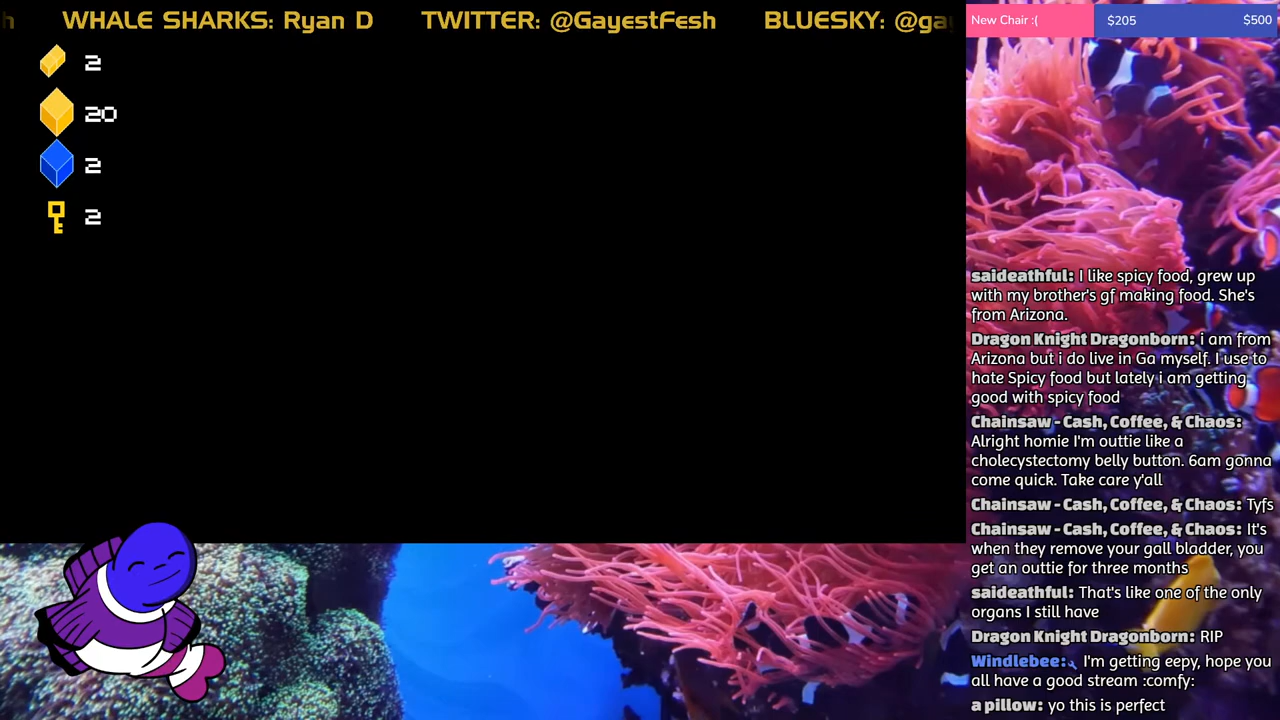 h WHALE SHARKS: Ryan D TWITTER: @GayestFesh BLUESKY: @gay
New Chair :( $205 $500
2
20
2
2
saideathful: I like spicy food, grew up
with my brother's gf making food. She's
from Arizona.
Dragon Knight Dragonborn: i am from
Arizona but i do live in Ga myself. I use to
hate Spicy food but lately i am getting
good with spicy food
Chainsaw - Cash, Coffee, & Chaos:
Alright homie I'm outtie like a
cholecystectomy belly button. 6am gonna
come quick. Take care y'all
Chainsaw - Cash, Coffee, & Chaos: Tyfs
Chainsaw - Cash, Coffee, & Chaos: It's
when they remove your gall bladder, you
get an outtie for three months
saideathful: That's like one of the only
organs I still have
Dragon Knight Dragonborn: RIP
Windlebee: I'm getting eepy, hope you
all have a good stream :comfy:
a pillow: yo this is perfect